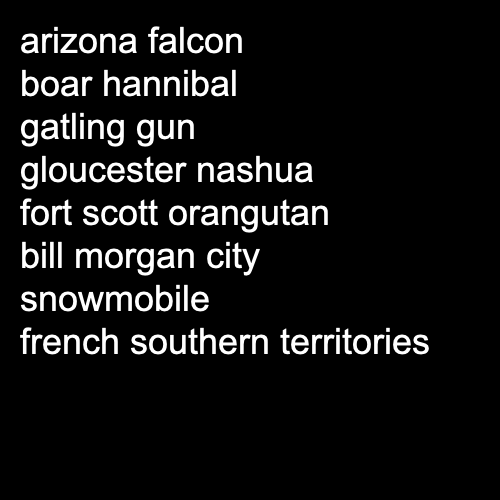 arizona falcon
boar hannibal
gatling gun
gloucester nashua
fort scott orangutan
bill morgan city
snowmobile
french southern territories